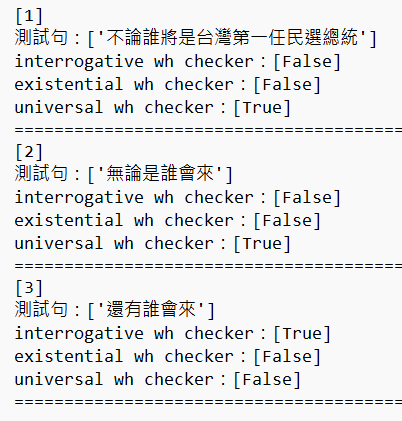 [1]
測試句：['不論誰將是台灣第一任民選總統']
interrogative wh checker：[False]
existential wh checker：[False]
universal wh checker：[True]
=======================================
[2]
測試句：['無論是誰會來']
interrogative wh checker：[False]
existential wh checker：[False]
universal wh checker：[True]
=======================================
[3]
測試句：['還有誰會來']
interrogative wh checker：[True]
existential wh checker：[False]
universal wh checker：[False]
=======================================